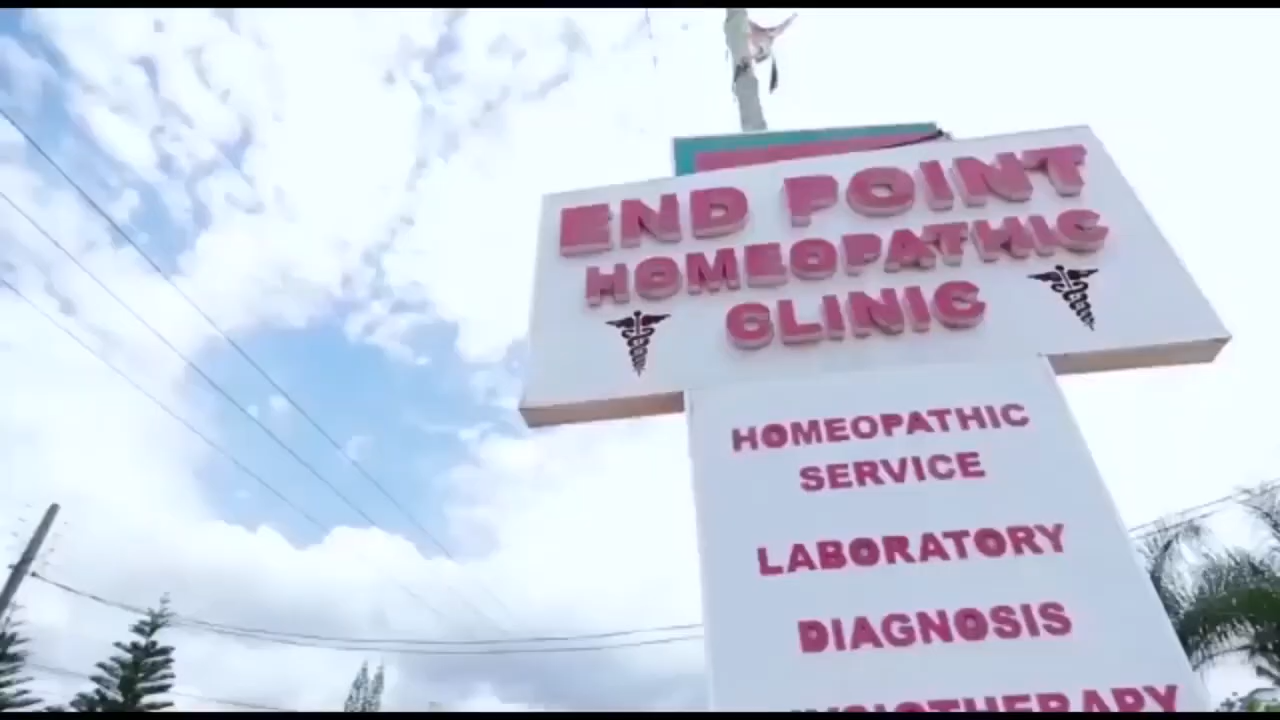 END POINT
HOMEOPATHIC
CLINIC
HOMEOPATHIC
SERVICE
LABORATORY
DIAGNOSIS